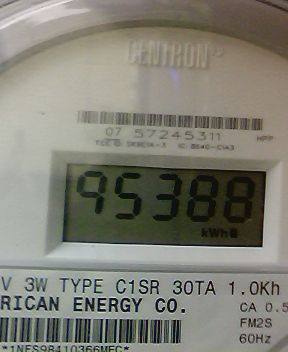 CENTRON
07 57245311
95388
kWh
V 3W TYPE C1SR 30TA 1.0Kh
RICAN ENERGY CO.
CA 0.5
FM2S
60Hz